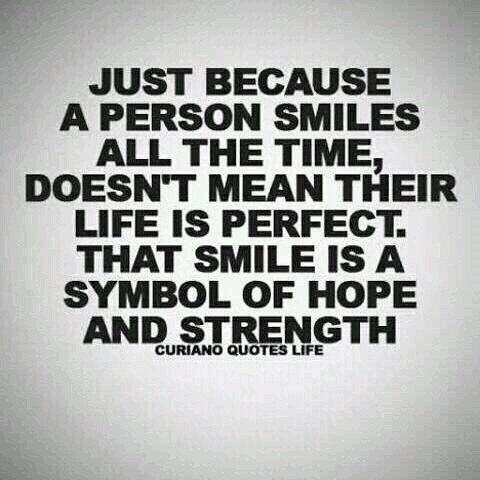 JUST BECAUSE
A PERSON SMILES
ALL THE TIME,
DOESN'T MEAN THEIR
LIFE IS PERFECT.
THAT SMILE IS A
SYMBOL OF HOPE
AND STRENGTH
CURIANO QUOTES LIFE